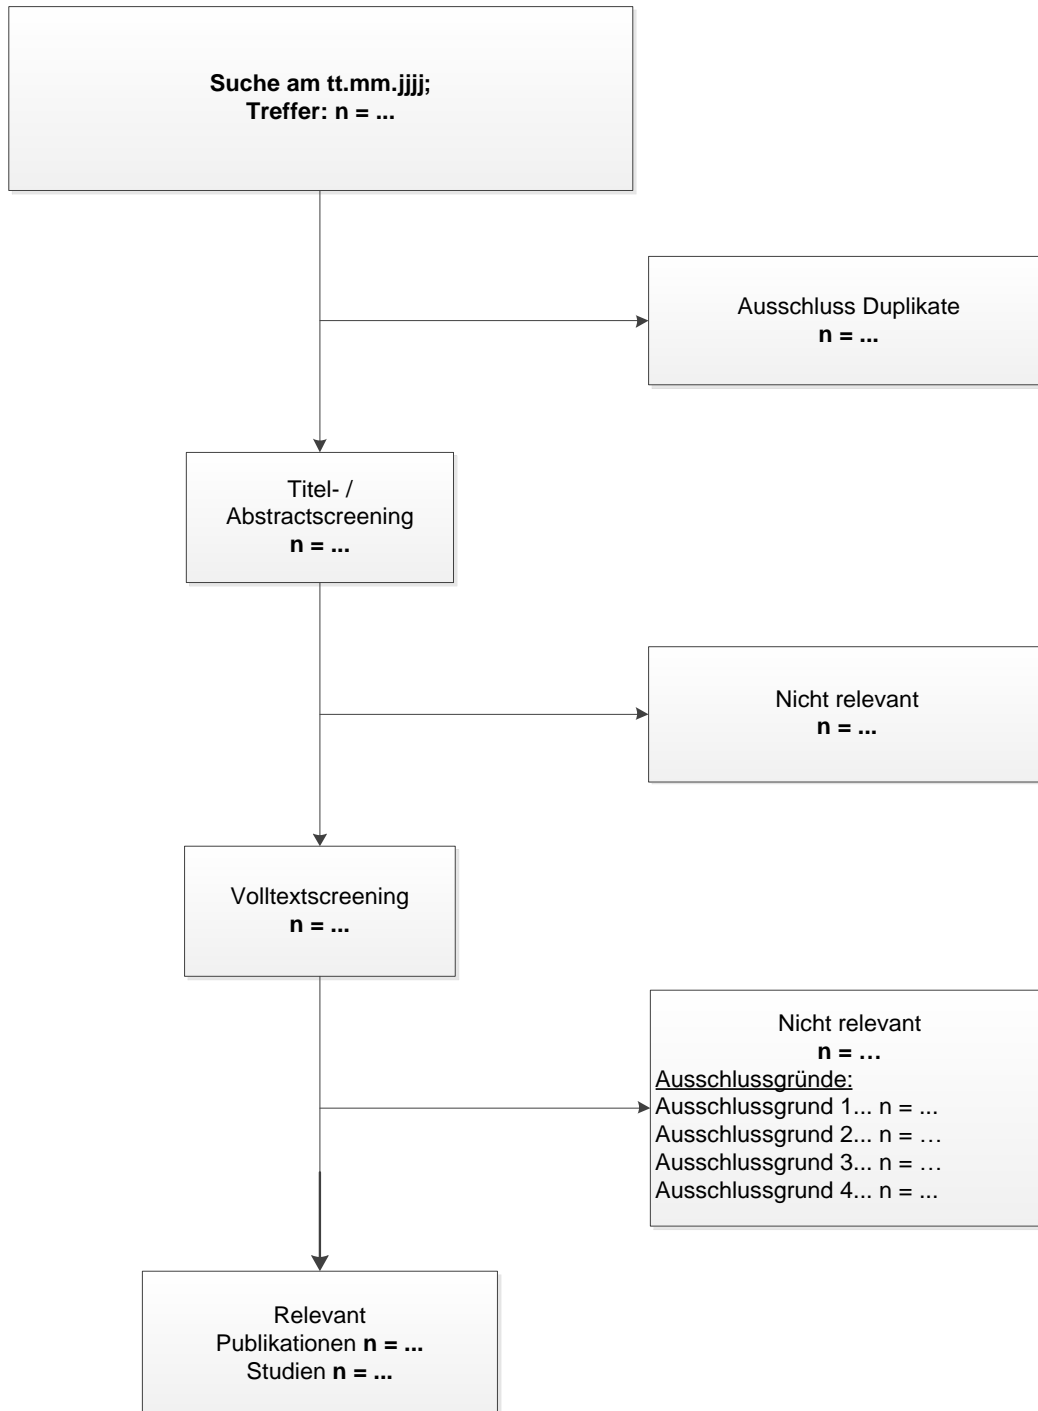 Suche am tt.mm.jjjj;
Treffer: n = ...
Ausschluss Duplikate
n = ...
Titel- /
Abstractscreening
n = ...
Nicht relevant
n = ...
Volltextscreening
n = ...
Nicht relevant
n = …
Ausschlussgründe:
Ausschlussgrund 1... n = ...
Ausschlussgrund 2... n = …
Ausschlussgrund 3... n = …
Ausschlussgrund 4... n = ...
Relevant
Publikationen n = ...
Studien n = ...